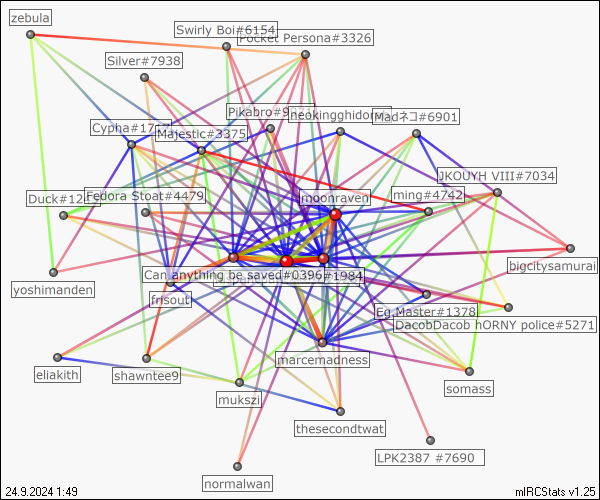 zebula
Swirly Boi#6154
Pocket Persona#3326
Silver#7938
Pikabro#9
neokingghidor
Madネコ#6901
Cypha#17
Majestic#3375
JKOUYH VIII#7034
Duck#12
Fedora Stoat#4479
ming#4742
moonraven
Can anything be saved#0396
#1984
bigcitysamurai
yoshimanden
frisout
Eg.Master#1378
DacobDacob hORNY police#5271
marcemadness
eliakith
shawntee9
somass
mukszi
thesecondtwat
LPK2387 #7690
normalwan
24.9.2024 1:49
mIRCStats v1.25